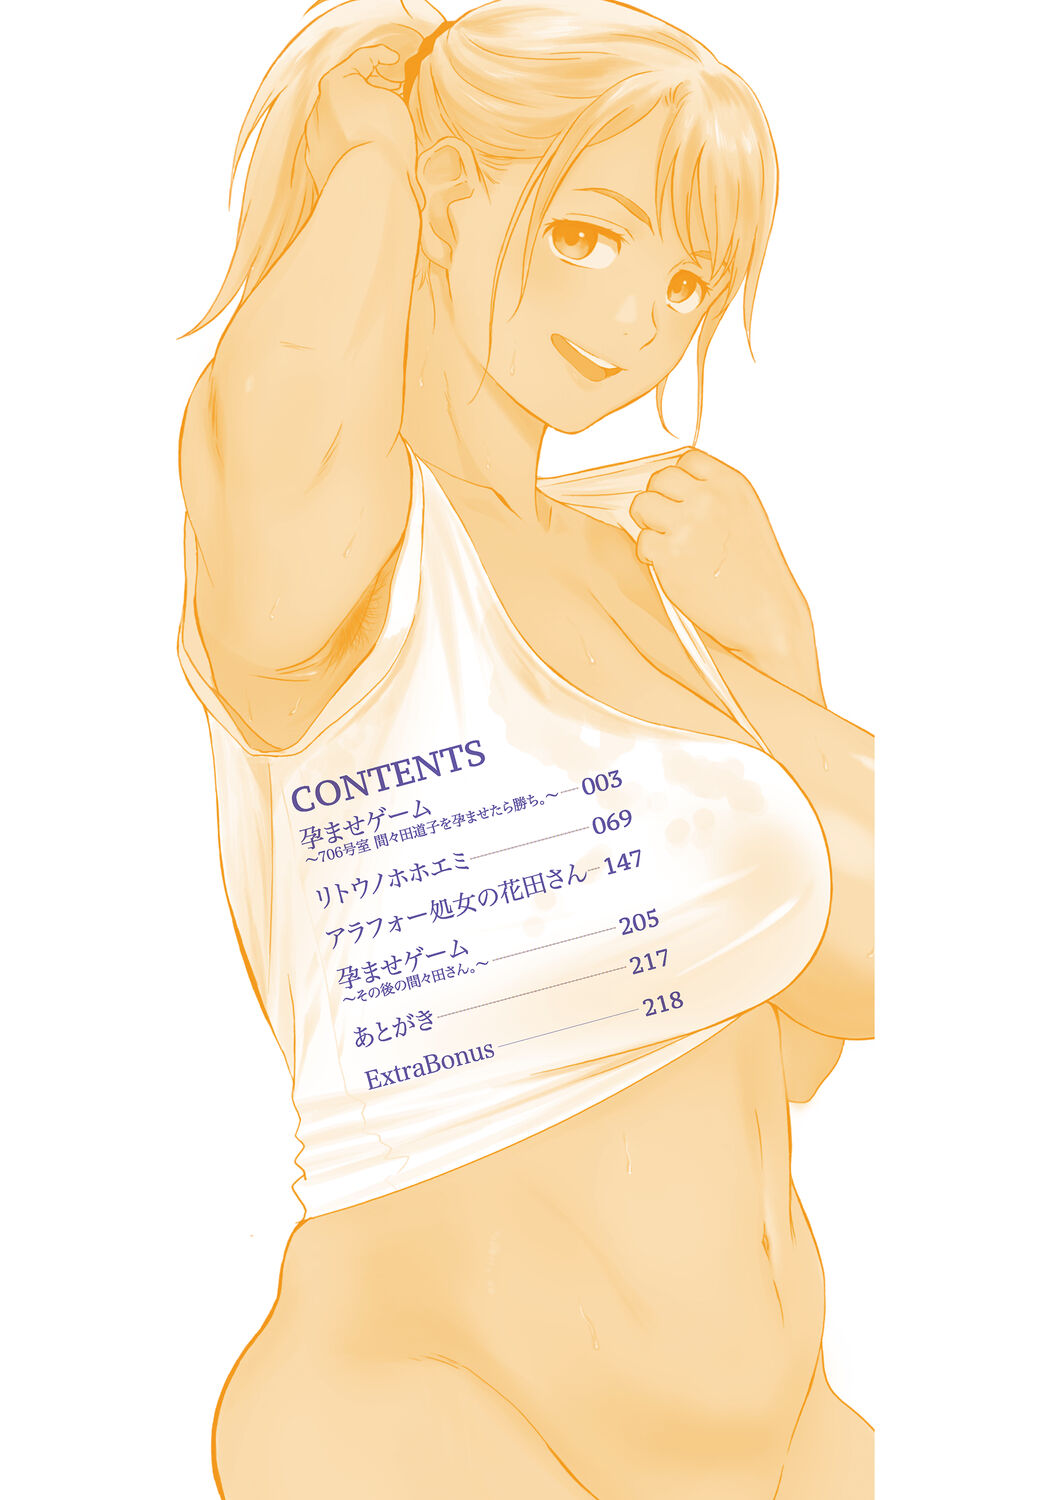 CONTENTS
孕ませゲーム
～706号室 間々田道子を孕ませたら勝ち。～ 003
リトウノホホエミ 069
アラフォー処女の花田さん 147
孕ませゲーム
～その後の間々田さん。～ 205
あとがき 217
ExtraBonus 218